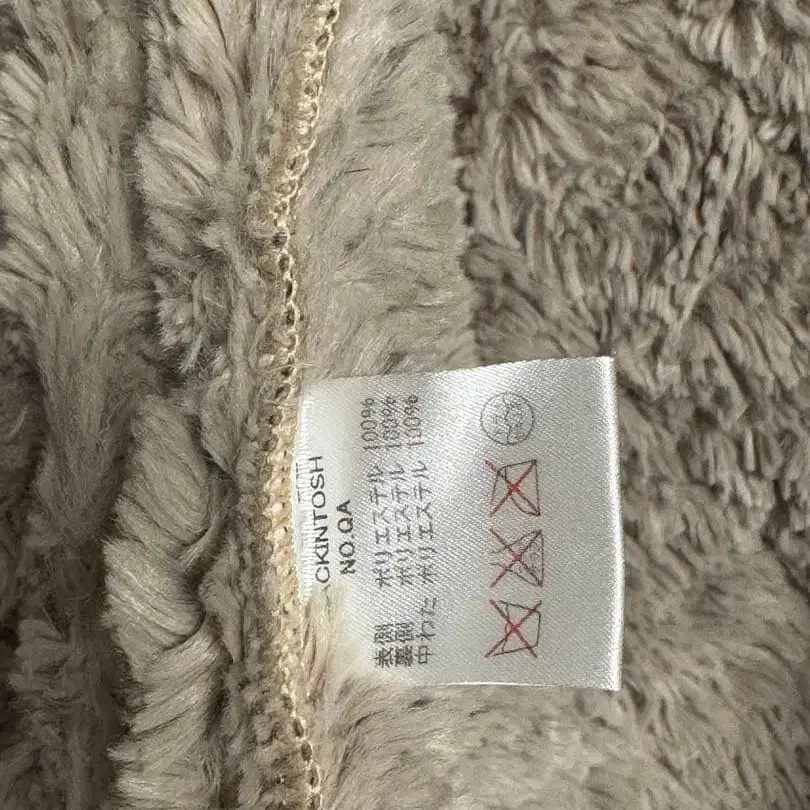 ACKINTOSH
NO.QA
表側 ポリエステル 100%
裏側 ポリエステル 100%
中わた ポリエステル 100%